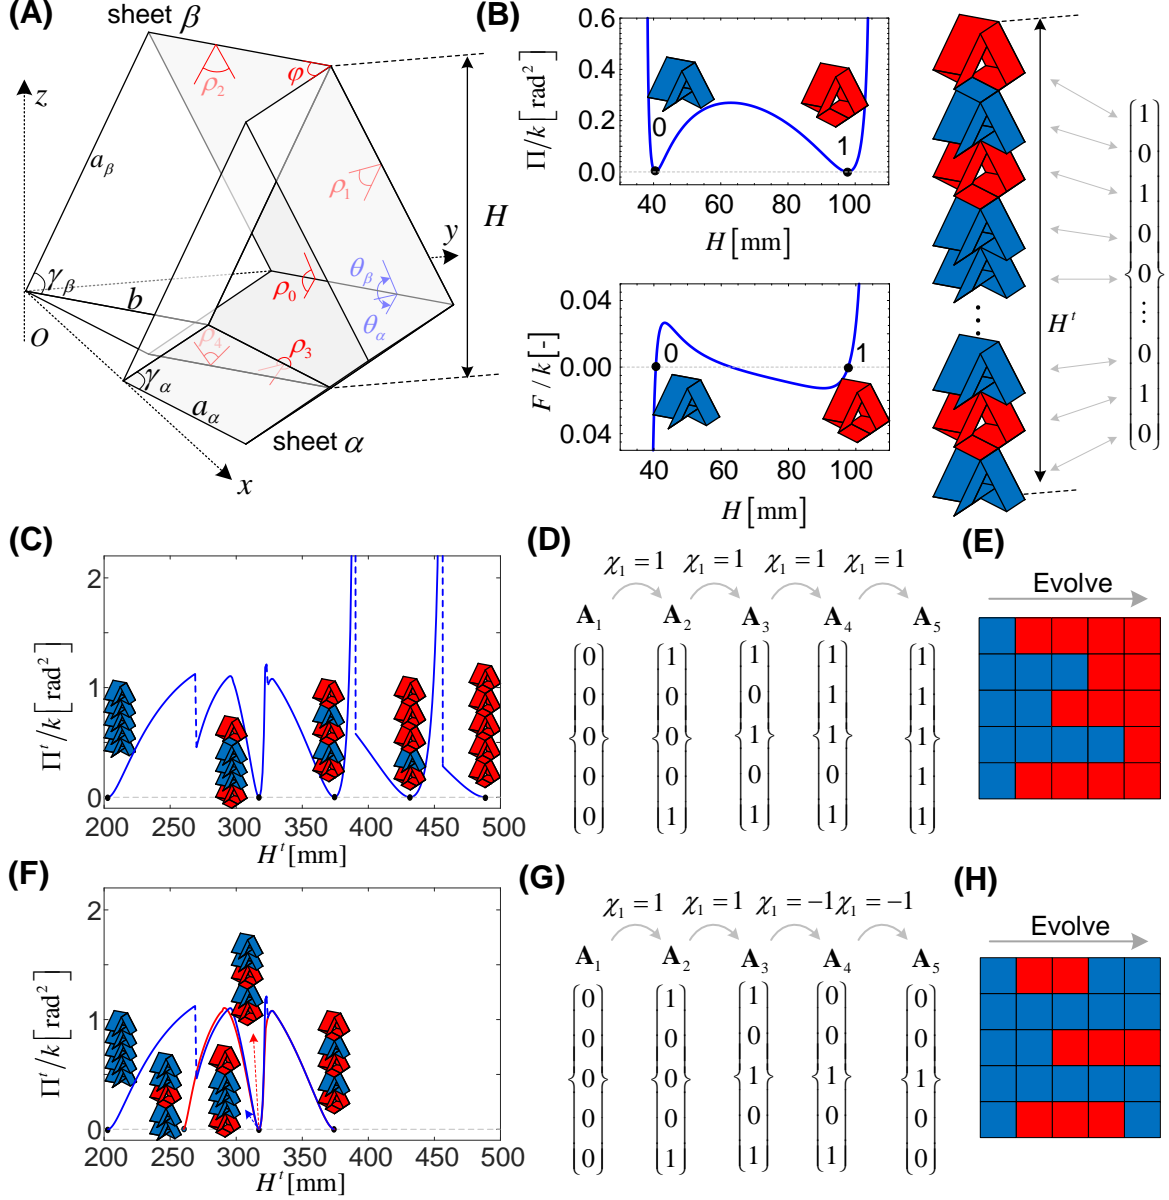 (A)
sheet β
z
φ
ρ₂
a_β
ρ₁
H
y
γ_β
b
ρ₀
θ_β
θ_α
O
ρ₄
ρ₃
γ_α
a_α
sheet α
x
(B)
Π/k[rad²]
0.6
0.4
0.2
0.0
0
1
40 60 80 100
H[mm]
F/k[-]
0.04
0.00
0.04
0
1
40 60 80 100
H[mm]
Hᵗ
1
0
1
0
0
...
0
1
0
(C)
Πᵗ/k[rad²]
2
1
0
200 250 300 350 400 450 500
Hᵗ[mm]
(D)
χ₁ = 1 χ₁ = 1 χ₁ = 1 χ₁ = 1
A₁ A₂ A₃ A₄ A₅
0 1 1 1 1
0 0 0 1 1
0 0 1 1 1
0 0 0 0 1
0 1 1 1 1
(E)
Evolve
(F)
Πᵗ/k[rad²]
2
1
0
200 250 300 350 400 450 500
Hᵗ[mm]
(G)
χ₁ = 1 χ₁ = 1 χ₁ = -1 χ₁ = -1
A₁ A₂ A₃ A₄ A₅
0 1 1 0 0
0 0 0 0 0
0 0 1 1 1
0 0 0 0 0
0 1 1 1 0
(H)
Evolve